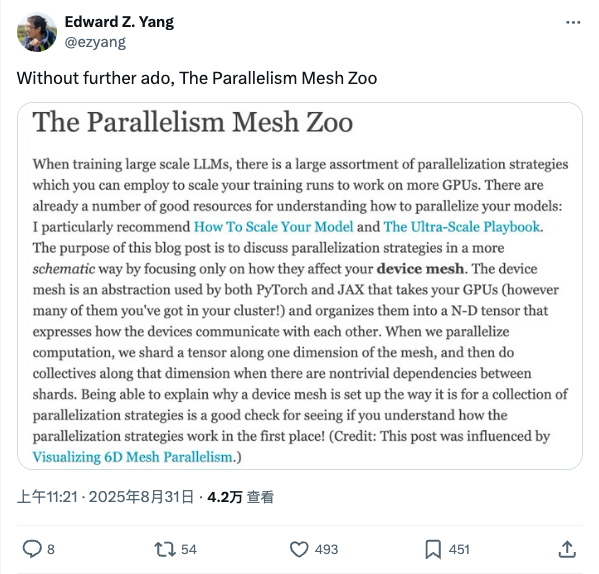 Edward Z. Yang
@ezyang
Without further ado, The Parallelism Mesh Zoo
The Parallelism Mesh Zoo
When training large scale LLMs, there is a large assortment of parallelization strategies
which you can employ to scale your training runs to work on more GPUs. There are
already a number of good resources for understanding how to parallelize your models:
I particularly recommend How To Scale Your Model and The Ultra-Scale Playbook.
The purpose of this blog post is to discuss parallelization strategies in a more
schematic way by focusing only on how they affect your device mesh. The device
mesh is an abstraction used by both PyTorch and JAX that takes your GPUs (however
many of them you've got in your cluster!) and organizes them into a N-D tensor that
expresses how the devices communicate with each other. When we parallelize
computation, we shard a tensor along one dimension of the mesh, and then do
collectives along that dimension when there are nontrivial dependencies between
shards. Being able to explain why a device mesh is set up the way it is for a collection of
parallelization strategies is a good check for seeing if you understand how the
parallelization strategies work in the first place! (Credit: This post was influenced by
Visualizing 6D Mesh Parallelism.)
上午11:21 · 2025年8月31日 · 4.2万 查看
8 54 493 451